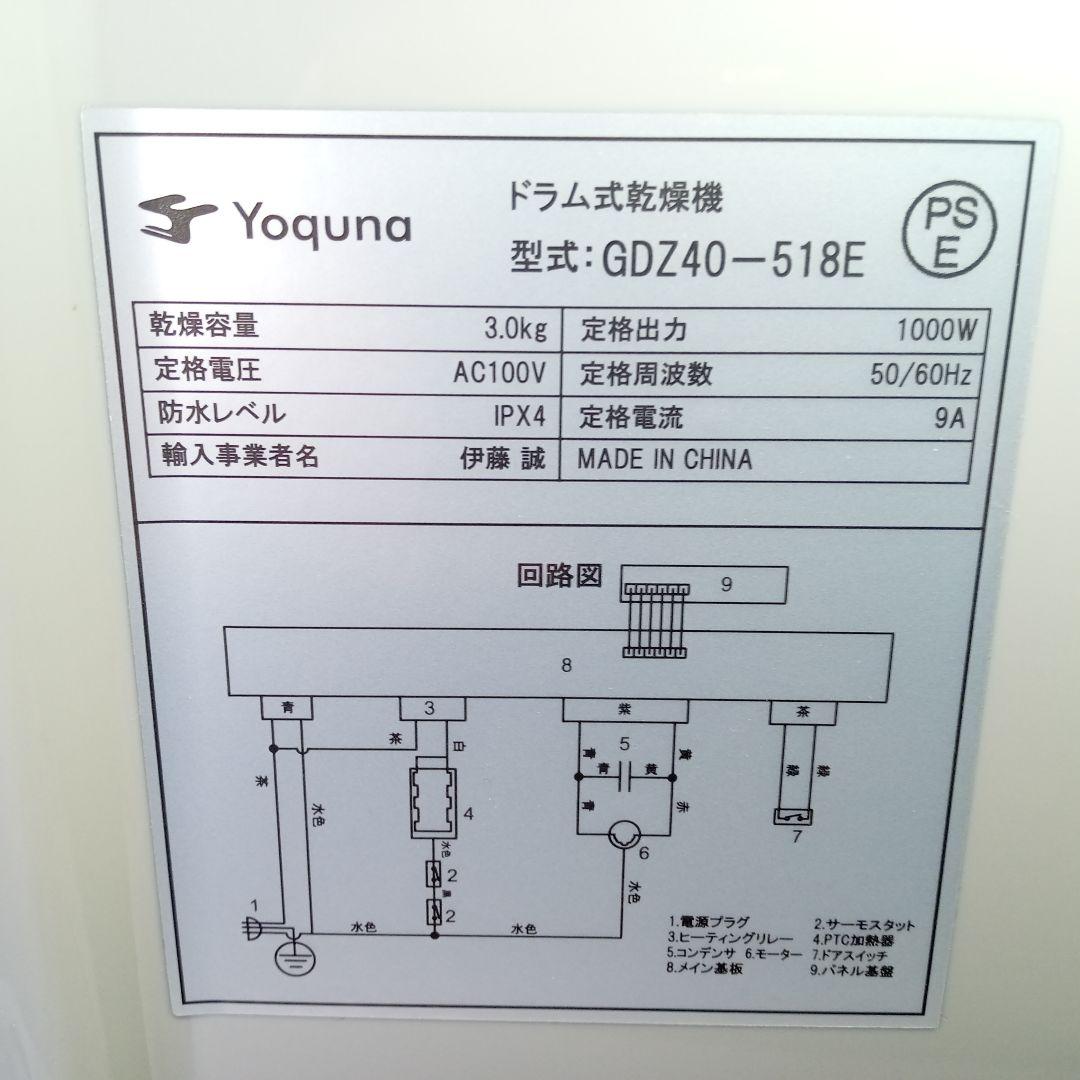 Yoquna
ドラム式乾燥機
型式：GDZ40－518E
PS
E
乾燥容量 3.0kg 定格出力 1000W
定格電圧 AC100V 定格周波数 50/60Hz
防水レベル IPX4 定格電流 9A
輸入事業者名 伊藤 誠 MADE IN CHINA
回路図
9
8
青
3
紫
茶
茶
白
青
5
黄
茶
青
黄
緑
緑
水色
4
青
赤
7
水色
6
2
黒
水色
1
2
水色
水色
1.電源プラグ 2.サーモスタット
3.ヒーティングリレー 4.PTC加熱器
5.コンデンサ 6.モーター 7.ドアスイッチ
8.メイン基板 9.パネル基盤